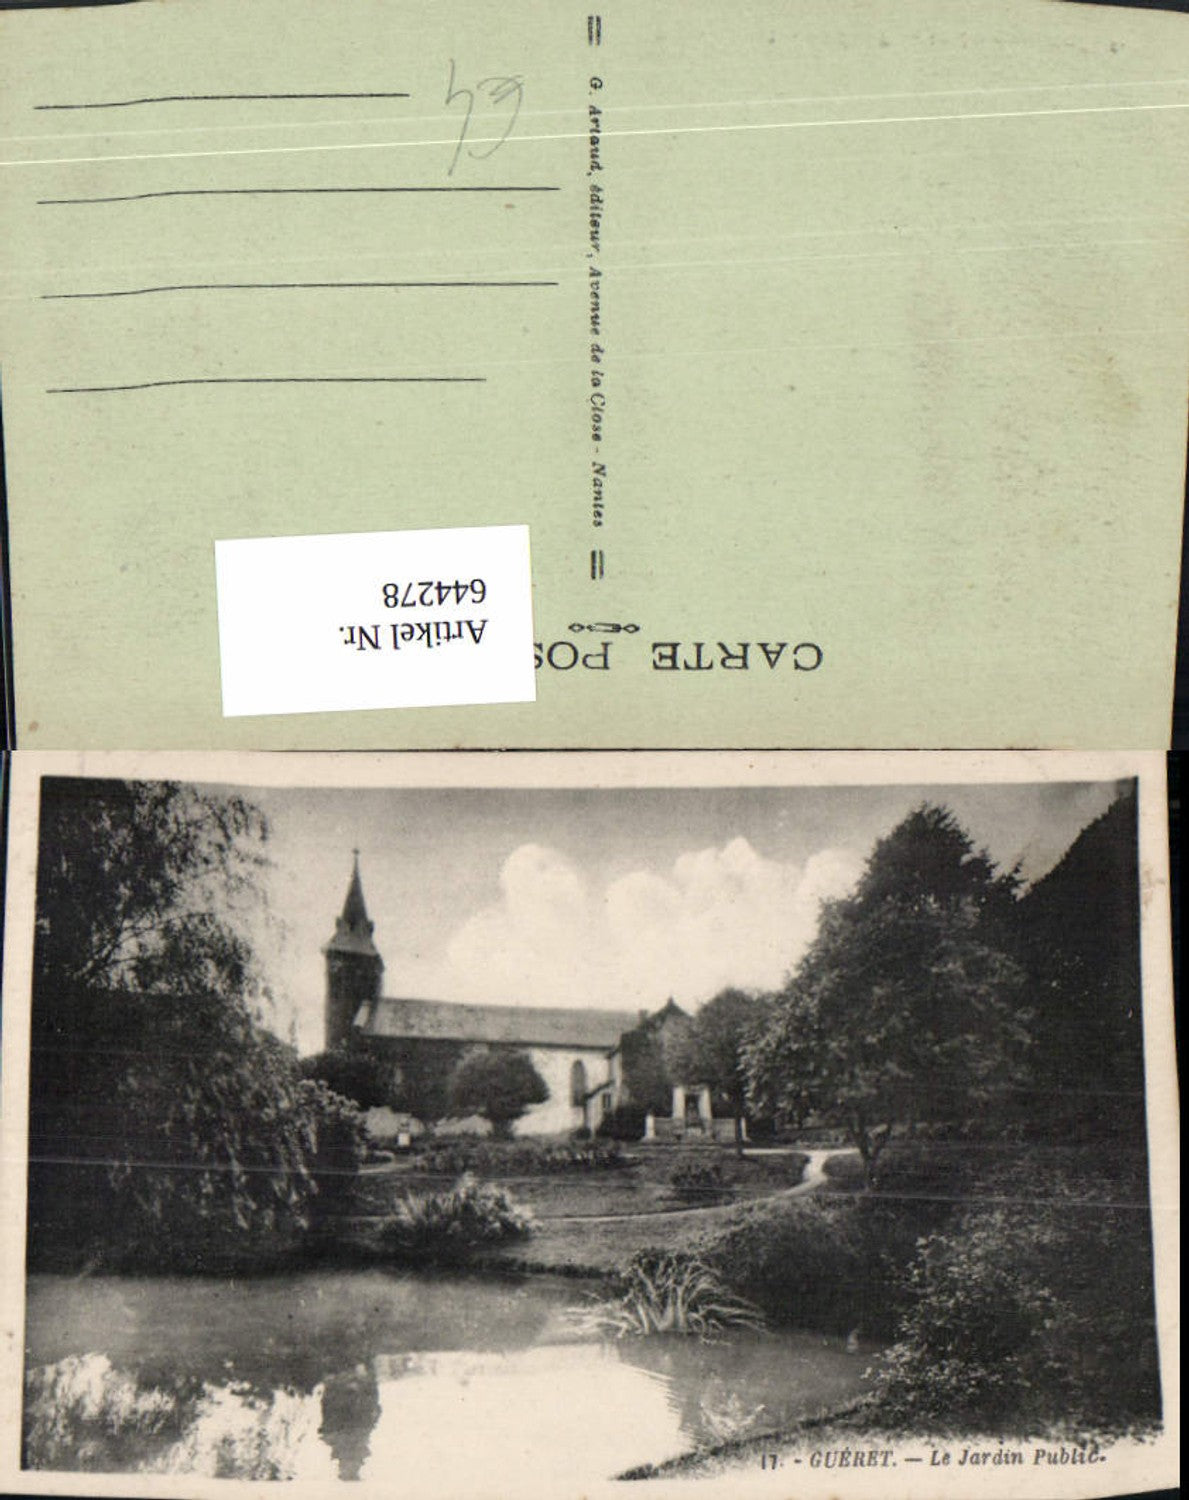 G. Artaud, éditeur, Avenue de la Close - Nantes
CARTE POS
Artikel Nr.
644278
17. - GUÉRET. — Le Jardin Public.